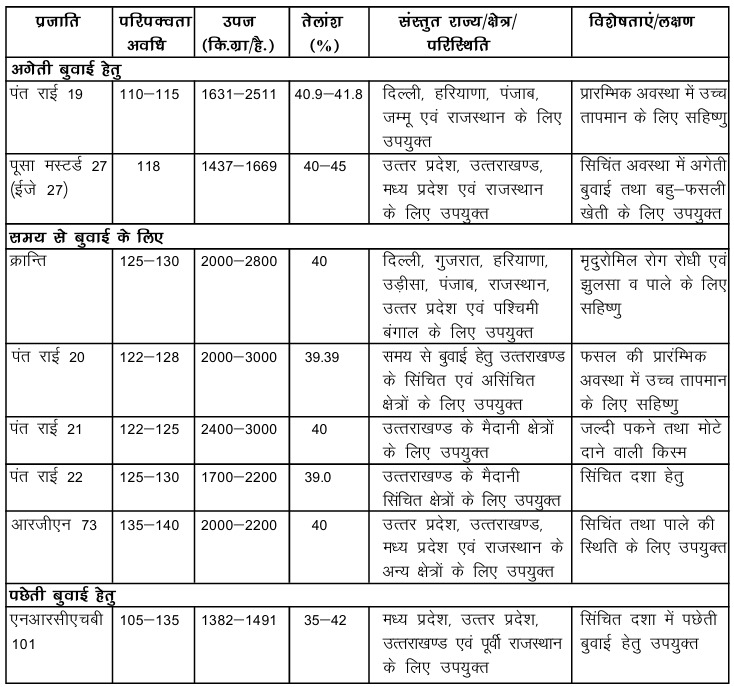 प्रजाति परिपक्वता अवधि उपज (कि.ग्रा/है.) तेलांश (%) संस्तुत राज्य/क्षेत्र/ परिस्थिति विशेषताएं/लक्षण
अगेती बुवाई हेतु
पंत राई 19 110–115 1631–2511 40.9–41.8 दिल्ली, हरियाणा, पंजाब, प्रारम्भिक अवस्था में उच्च
जम्मू एवं राजस्थान के लिए तापमान के लिए सहिष्णु
उपयुक्त
पूसा मस्टर्ड 27 118 1437–1669 40–45 उत्तर प्रदेश, उत्तराखण्ड, सिचिंत अवस्था में अगेती
(ईजे 27) मध्य प्रदेश एवं राजस्थान बुवाई तथा बहु–फसली
के लिए उपयुक्त खेती के लिए उपयुक्त
समय से बुवाई के लिए
क्रान्ति 125–130 2000–2800 40 दिल्ली, गुजरात, हरियाणा, मृदुरोमिल रोग रोधी एवं
उड़ीसा, पंजाब, राजस्थान, झुलसा व पाले के लिए
उत्तर प्रदेश एवं पश्चिमी सहिष्णु
बंगाल के लिए उपयुक्त
पंत राई 20 122–128 2000–3000 39.39 समय से बुवाई हेतु उत्तराखण्ड फसल की प्रारंम्भिक
के सिंचित एवं असिंचित अवस्था में उच्च तापमान
क्षेत्रों के लिए उपयुक्त के लिए सहिष्णु
पंत राई 21 122–125 2400–3000 40 उत्तराखण्ड के मैदानी क्षेत्रों जल्दी पकने तथा मोटे
के लिए उपयुक्त दाने वाली किस्म
पंत राई 22 125–130 1700–2200 39.0 उत्तराखण्ड के मैदानी सिंचित दशा हेतु
सिंचित क्षेत्रों के लिए उपयुक्त
आरजीएन 73 135–140 2000–2200 40 उत्तर प्रदेश, उत्तराखण्ड, सिचिंत तथा पाले की
मध्य प्रदेश एवं राजस्थान के स्थिति के लिए उपयुक्त
अन्य क्षेत्रों के लिए उपयुक्त
पछेती बुवाई हेतु
एनआरसीएचबी 105–135 1382–1491 35–42 मध्य प्रदेश, उत्तर प्रदेश, सिंचित दशा में पछेती
101 उत्तराखण्ड एवं पूर्वी राजस्थान बुवाई हेतु उपयुक्त
के लिए उपयुक्त